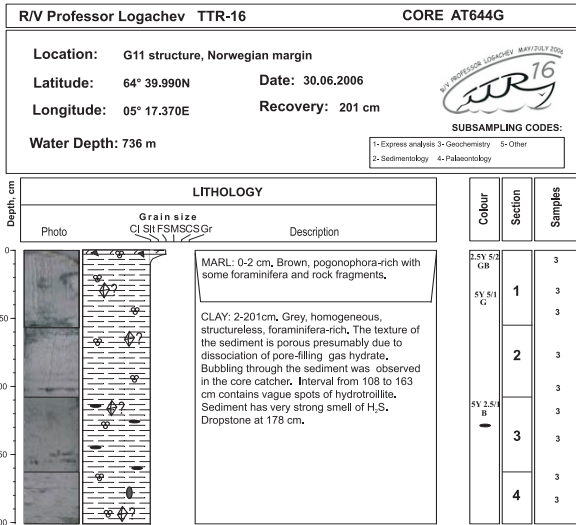 R/V Professor Logachev TTR-16 CORE AT644G
Location: G11 structure, Norwegian margin
Latitude: 64° 39.990N Date: 30.06.2006
Longitude: 05° 17.370E Recovery: 201 cm
Water Depth: 736 m
R/V PROFESSOR LOGACHEV MAY/JULY 2006
TTR 16
SUBSAMPLING CODES:
1- Express analysis 3- Geochemistry 5- Other
2- Sedimentology 4- Palaeontology
Depth, cm
LITHOLOGY
Photo
Grain size
Cl Slt FS MS CS Gr
Description
Colour
Section
Samples
0
MARL: 0-2 cm. Brown, pogonophora-rich with
some foraminifera and rock fragments.
CLAY: 2-201cm. Grey, homogeneous,
structureless, foraminifera-rich. The texture of
the sediment is porous presumably due to
dissociation of pore-filling gas hydrate.
Bubbling through the sediment was observed
in the core catcher. Interval from 108 to 163
cm contains vague spots of hydrotroillite.
Sediment has very strong smell of H₂S.
Dropstone at 178 cm.
?
?
?
?
50
00
50
00
2.5Y 5/2
GB
5Y 5/1
G
5Y 2.5/1
B
1
2
3
4
3
3
3
3
3
3
3
3
3